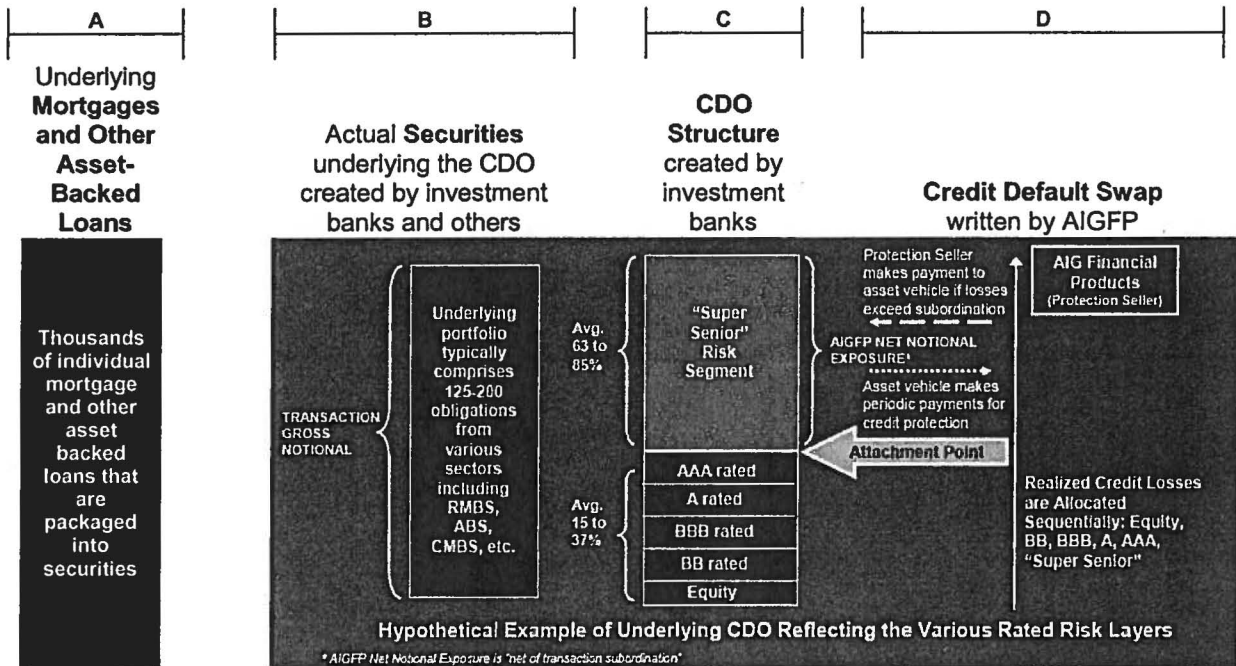 A
B
C
D
Underlying
Mortgages
and Other
Asset-
Backed
Loans
Actual Securities
underlying the CDO
created by investment
banks and others
CDO
Structure
created by
investment
banks
Credit Default Swap
written by AIGFP
Thousands
of individual
mortgage
and other
asset
backed
loans that
are
packaged
into
securities
TRANSACTION
GROSS
NOTIONAL
Underlying
portfolio
typically
comprises
125-200
obligations
from
various
sectors
including
RMBS,
ABS,
CMBS, etc.
Avg.
63 to
85%
Avg.
15 to
37%
“Super
Senior”
Risk
Segment
AAA rated
A rated
BBB rated
BB rated
Equity
Protection Seller
makes payment to
asset vehicle if losses
exceed subordination
AIGFP NET NOTIONAL
EXPOSURE*
Asset vehicle makes
periodic payments for
credit protection
Attachment Point
AIG Financial
Products
(Protection Seller)
Realized Credit Losses
are Allocated
Sequentially: Equity,
BB, BBB, A, AAA,
“Super Senior”
Hypothetical Example of Underlying CDO Reflecting the Various Rated Risk Layers
* AIGFP Net Notional Exposure is "net of transaction subordination"